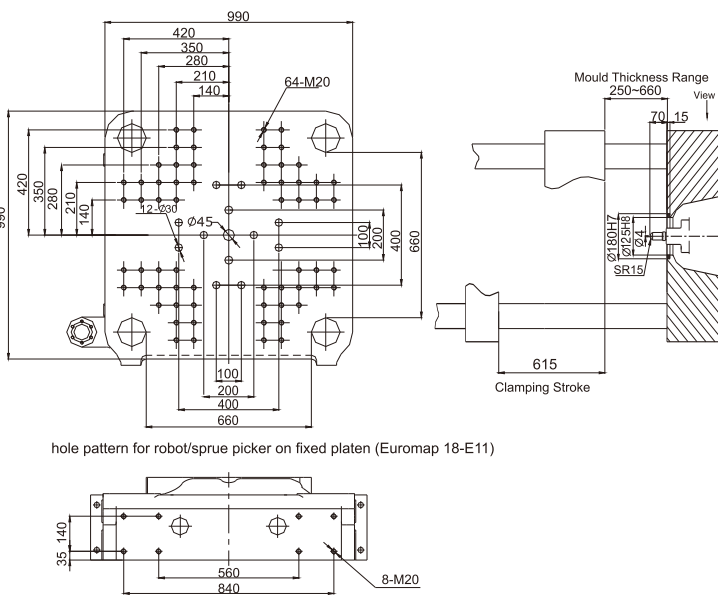 990
420
350
280
210
140
64-M20
420
350
280
210
140
990
12-Ø30
Ø45
100
200
400
660
100
200
400
660
Mould Thickness Range
250~660
View
70
15
Ø180H7
Ø125H8
Ø4
SR15
615
Clamping Stroke
hole pattern for robot/sprue picker on fixed platen (Euromap 18-E11)
140
35
560
840
8-M20